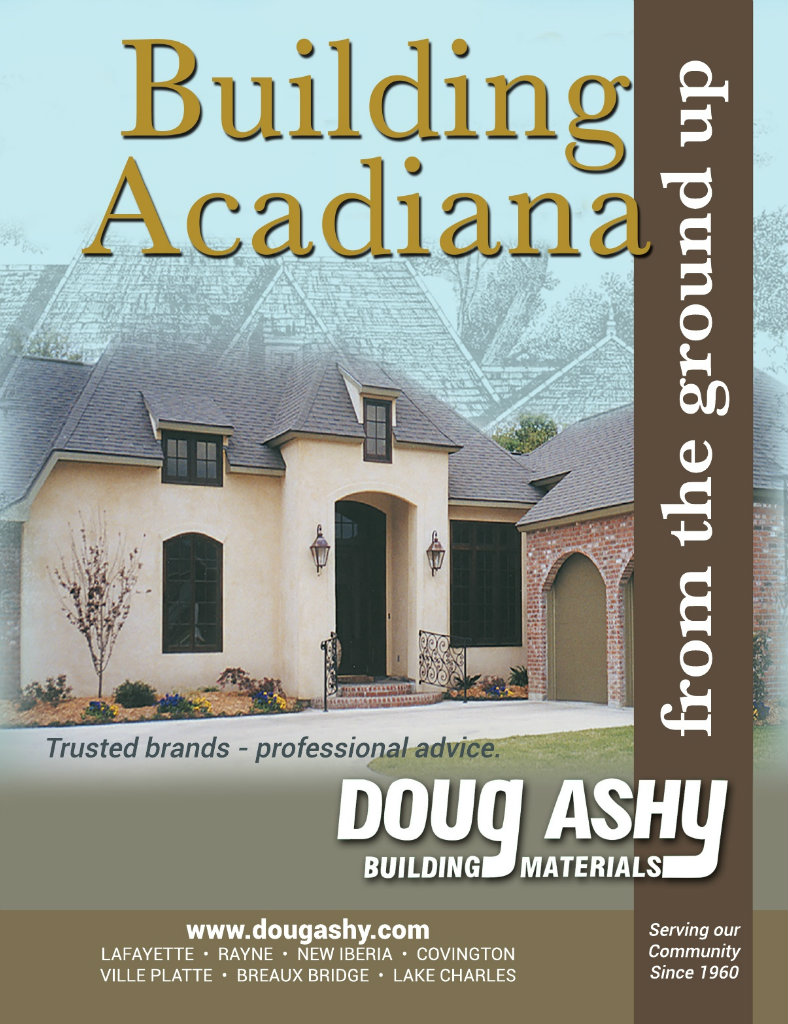 Building
Acadiana
from the ground up
Trusted brands - professional advice.
DOUg ASHy
BUILDING MATERIALS
www.dougashy.com
LAFAYETTE • RAYNE • NEW IBERIA • COVINGTON
VILLE PLATTE • BREAUX BRIDGE • LAKE CHARLES
Serving our
Community
Since 1960